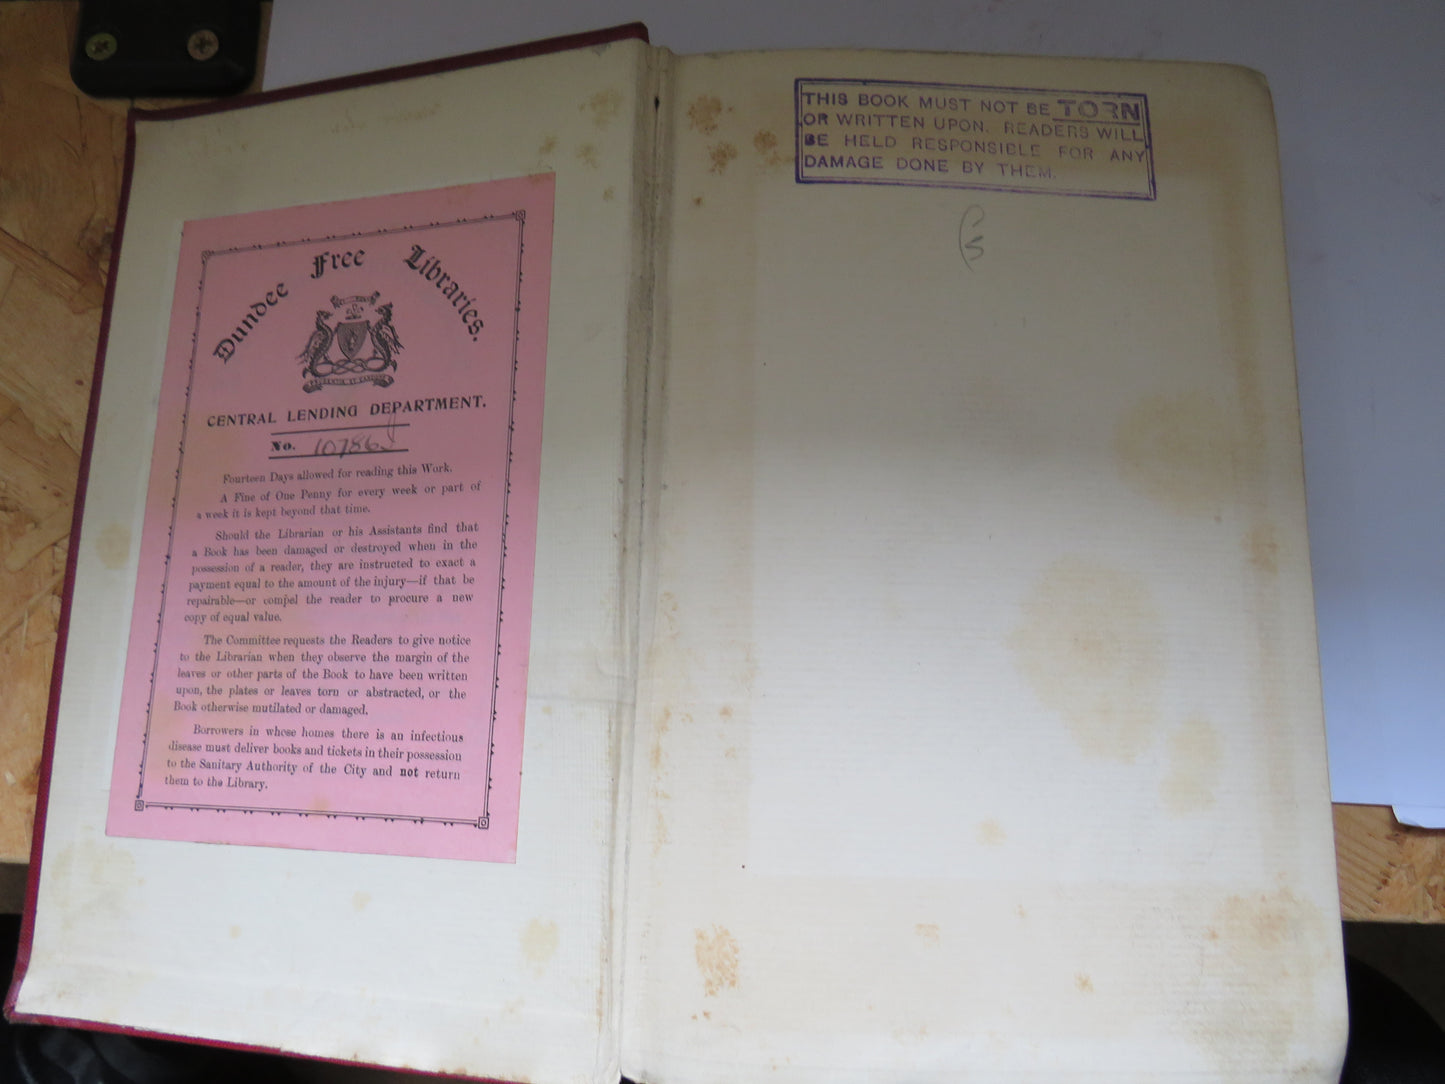 Dundee Free Libraries.
CENTRAL LENDING DEPARTMENT.
No. 10786
Fourteen Days allowed for reading this Work.
A Fine of One Penny for every week or part of
a week it is kept beyond that time.
Should the Librarian or his Assistants find that
a Book has been damaged or destroyed when in the
possession of a reader, they are instructed to exact a
payment equal to the amount of the injury—if that be
repairable—or compel the reader to procure a new
copy of equal value.
The Committee requests the Readers to give notice
to the Librarian when they observe the margin of the
leaves or other parts of the Book to have been written
upon, the plates or leaves torn or abstracted, or the
Book otherwise mutilated or damaged.
Borrowers in whose homes there is an infectious
disease must deliver books and tickets in their possession
to the Sanitary Authority of the City and not return
them to the Library.
THIS BOOK MUST NOT BE TORN
OR WRITTEN UPON. READERS WILL
BE HELD RESPONSIBLE FOR ANY
DAMAGE DONE BY THEM.